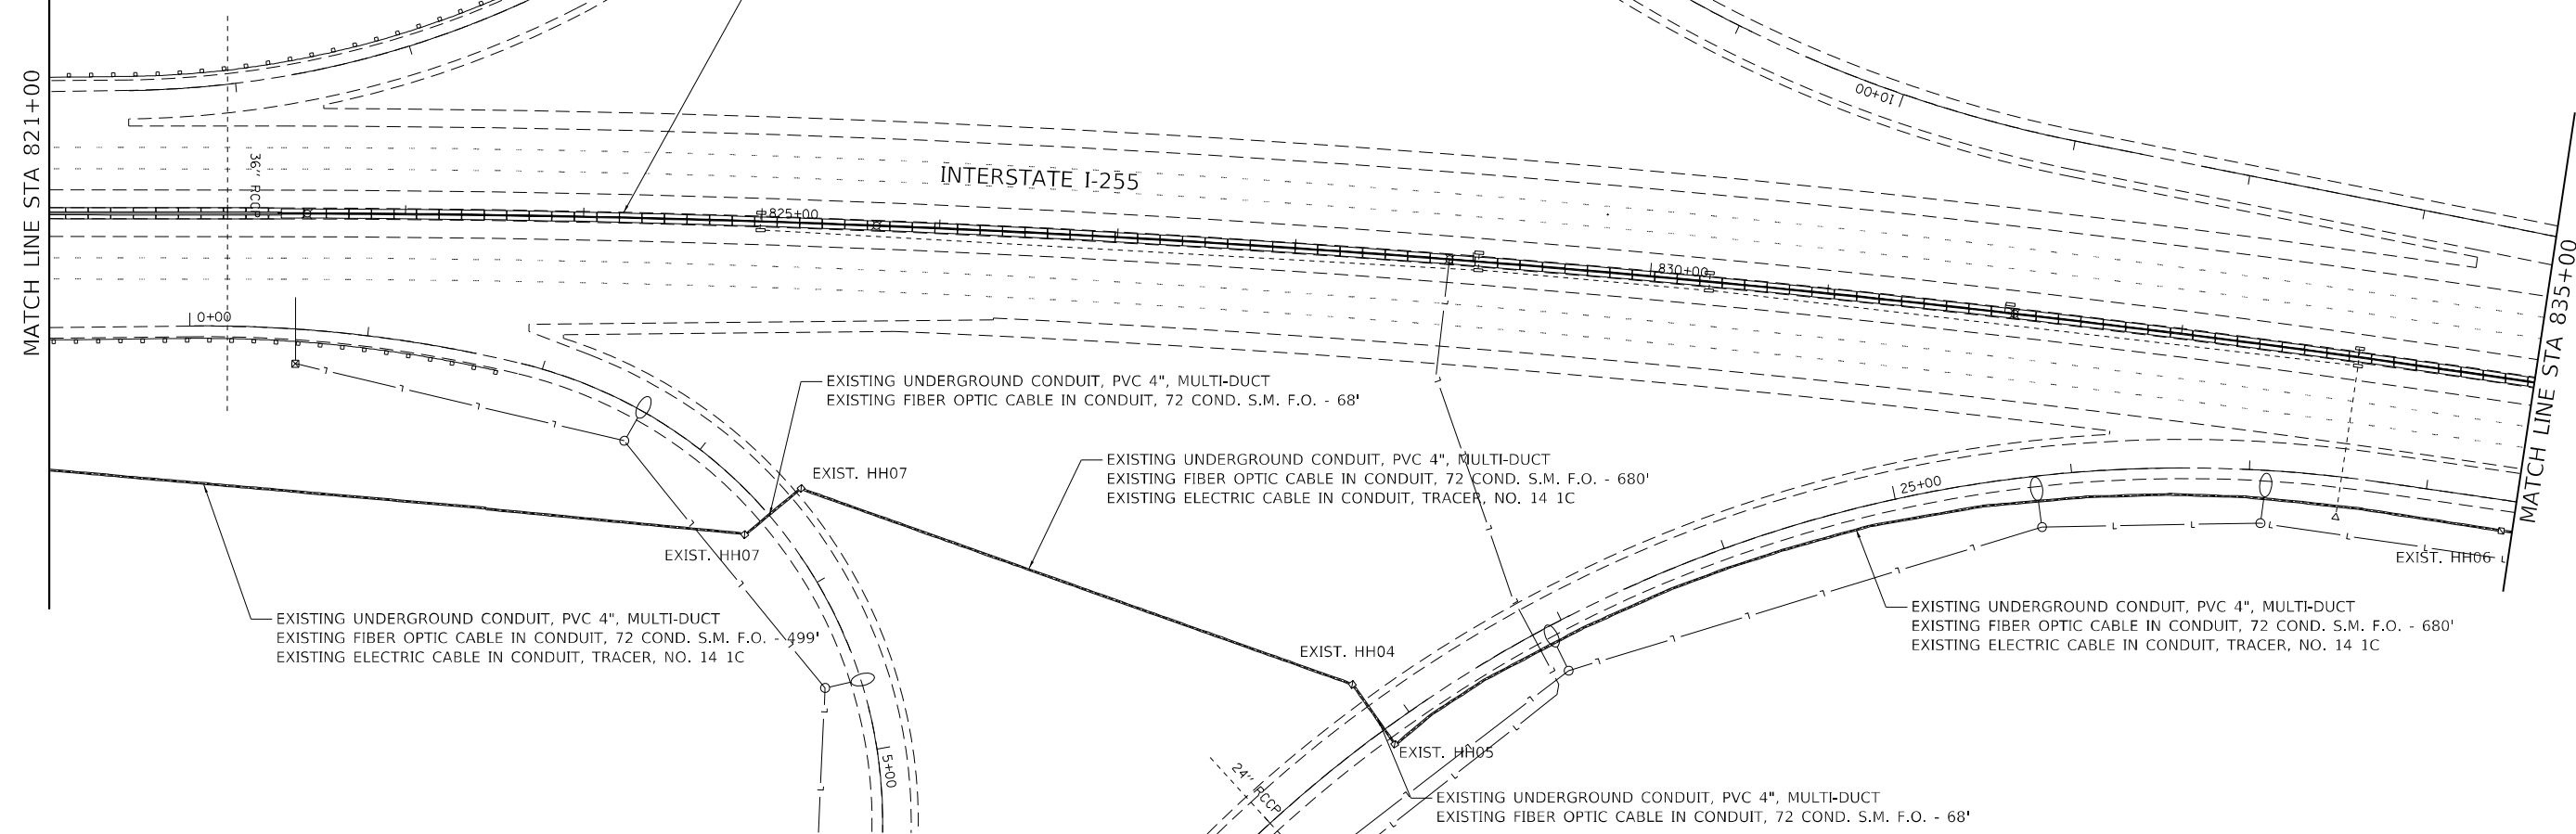 MATCH LINE STA 821+00
36" RCCP
INTERSTATE I-255
825+00
830+00
10+00
MATCH LINE STA 835+00
0+00
EXISTING UNDERGROUND CONDUIT, PVC 4", MULTI-DUCT
EXISTING FIBER OPTIC CABLE IN CONDUIT, 72 COND. S.M. F.O. - 68'
EXIST. HH07
EXISTING UNDERGROUND CONDUIT, PVC 4", MULTI-DUCT
EXISTING FIBER OPTIC CABLE IN CONDUIT, 72 COND. S.M. F.O. - 680'
EXISTING ELECTRIC CABLE IN CONDUIT, TRACER, NO. 14 1C
25+00
EXIST. HH07
EXIST. HH06
EXISTING UNDERGROUND CONDUIT, PVC 4", MULTI-DUCT
EXISTING FIBER OPTIC CABLE IN CONDUIT, 72 COND. S.M. F.O. - 499'
EXISTING ELECTRIC CABLE IN CONDUIT, TRACER, NO. 14 1C
EXISTING UNDERGROUND CONDUIT, PVC 4", MULTI-DUCT
EXISTING FIBER OPTIC CABLE IN CONDUIT, 72 COND. S.M. F.O. - 680'
EXISTING ELECTRIC CABLE IN CONDUIT, TRACER, NO. 14 1C
EXIST. HH04
EXIST. HH05
5+00
24" RCCP
EXISTING UNDERGROUND CONDUIT, PVC 4", MULTI-DUCT
EXISTING FIBER OPTIC CABLE IN CONDUIT, 72 COND. S.M. F.O. - 68'